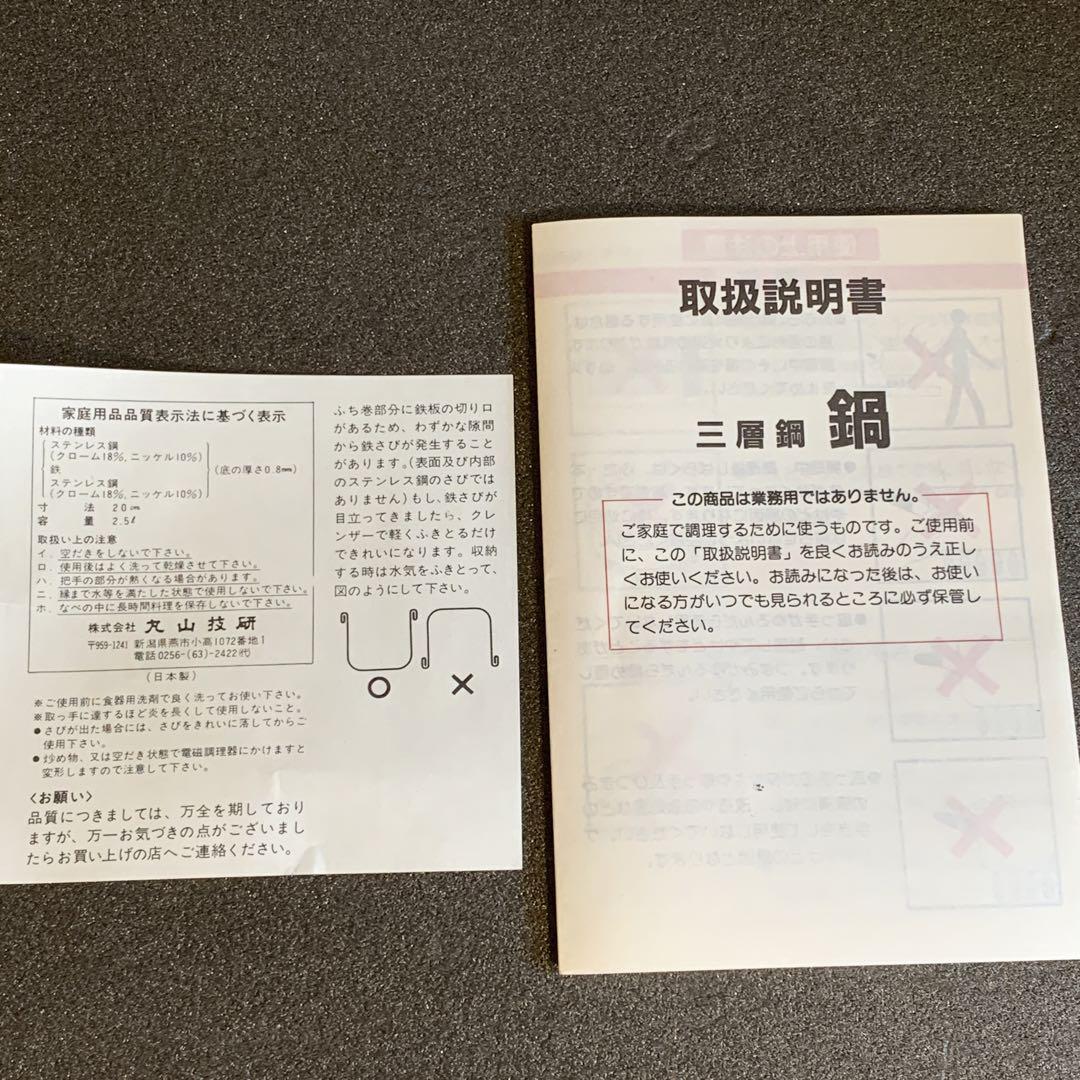 家庭用品品質表示法に基づく表示
材料の種類
ステンレス鋼
(クローム18%, ニッケル10%)
鉄
(底の厚さ0.8mm)
ステンレス鋼
(クローム18%, ニッケル10%)
寸法 20cm
容量 2.5ℓ
取扱い上の注意
イ. 空だきをしないで下さい。
ロ. 使用後はよく洗って乾燥させて下さい。
ハ. 把手の部分が熱くなる場合があります。
ニ. 縁まで水等を満たした状態で使用しないで下さい。
ホ. なべの中に長時間料理を保存しないで下さい。
株式会社 丸山技研
〒959-1241 新潟県燕市小高1072番地1
電話0256-(63)-2422㈹
(日本製)
※ご使用前に食器用洗剤で良く洗ってお使い下さい。
※取っ手に達するほど炎を長くして使用しないこと。
●さびが出た場合には、さびをきれいに落してからご
使用下さい。
●炒め物、又は空だき状態で電磁調理器にかけますと
変形しますので注意して下さい。
〈お願い〉
品質につきましては、万全を期しており
ますが、万一お気づきの点がございまし
たらお買い上げの店へご連絡ください。
ふち巻部分に鉄板の切り口
があるため、わずかな隙間
から鉄さびが発生すること
があります。(表面及び内部
のステンレス鋼のさびでは
ありません)もし、鉄さびが
目立ってきましたら、クレ
ンザーで軽くふきとるだけ
できれいになります。収納
する時は水気をふきとって、
図のようにして下さい。
○ ×
取扱説明書
三層鋼 鍋
この商品は業務用ではありません。
ご家庭で調理するために使うものです。ご使用前
に、この「取扱説明書」を良くお読みのうえ正し
くお使いください。お読みになった後は、お使い
になる方がいつでも見られるところに必ず保管し
てください。